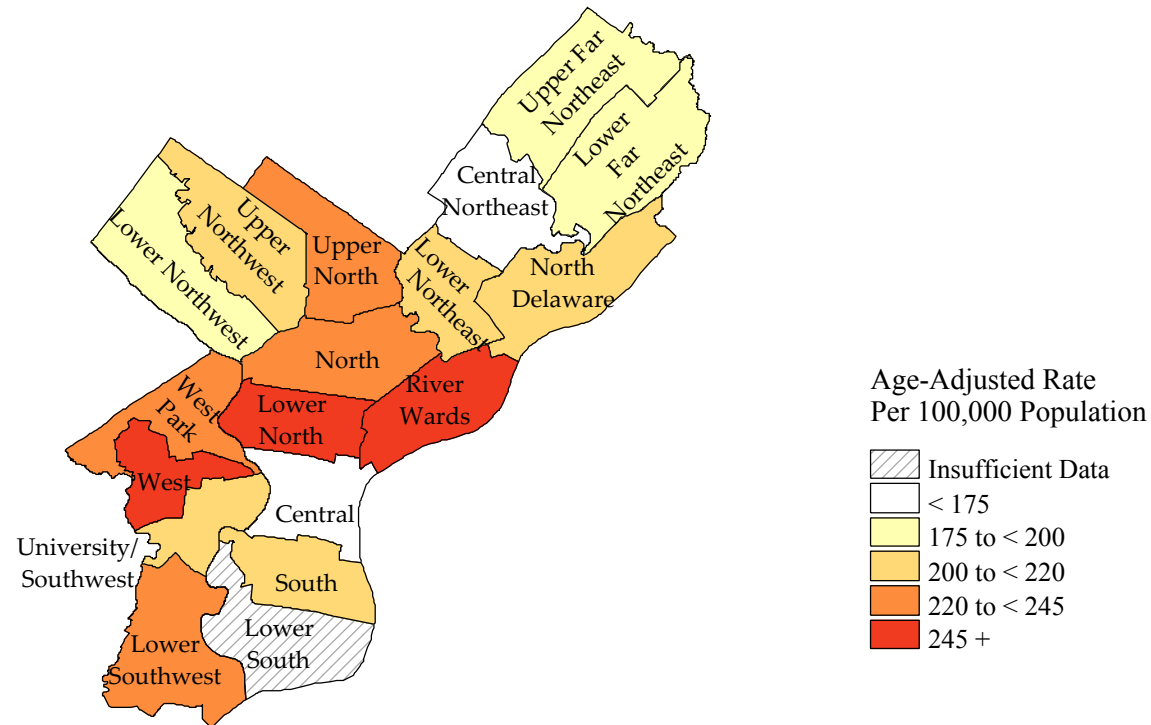 Upper Far
Northeast
Lower
Far
Northeast
Central
Northeast
Upper
Northwest
Lower Northwest
Upper
North
Lower
Northeast
North
Delaware
North
River
Wards
West
Park
Lower
North
West
Central
University/
Southwest
South
Lower
South
Lower
Southwest
Age-Adjusted Rate
Per 100,000 Population
Insufficient Data
< 175
175 to < 200
200 to < 220
220 to < 245
245 +